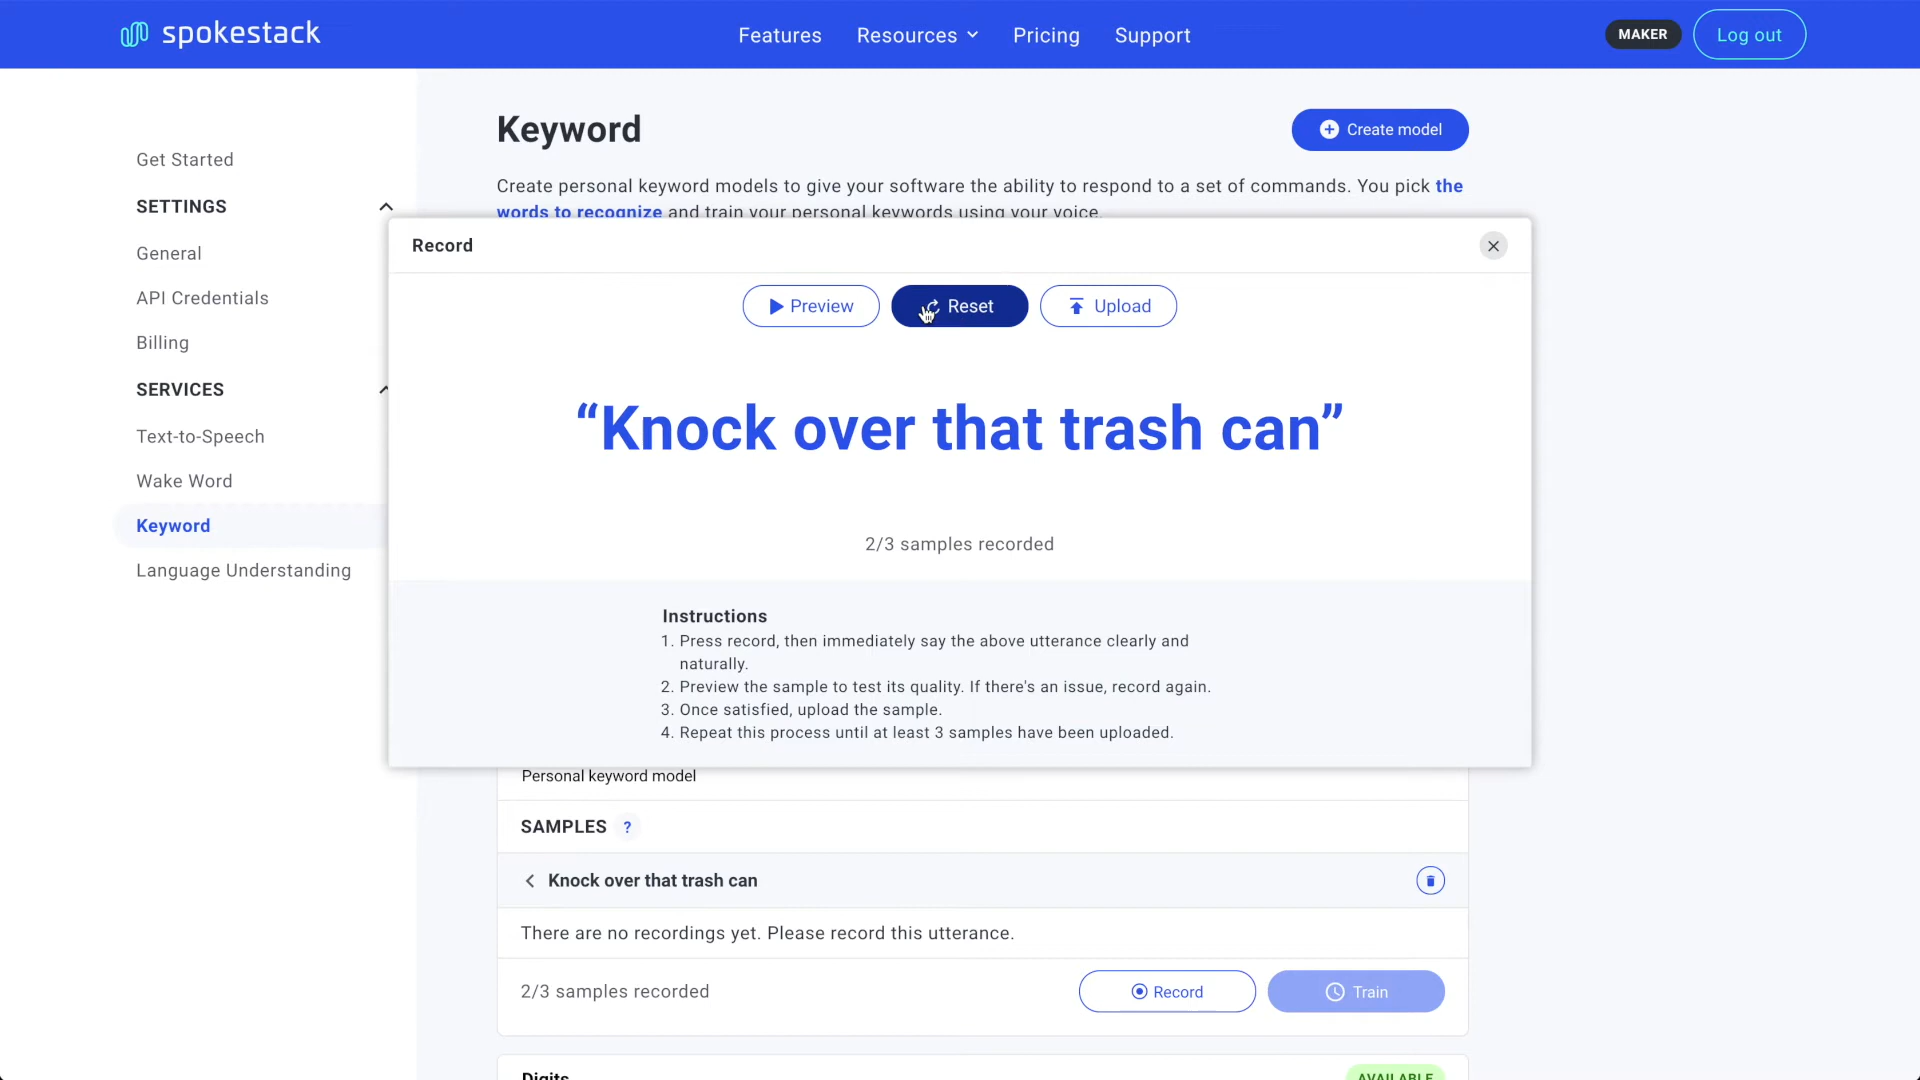 spokestack
Features
Resources
Pricing
Support
MAKER
Log out
Get Started
SETTINGS
General
API Credentials
Billing
SERVICES
Text-to-Speech
Wake Word
Keyword
Language Understanding
Keyword
Create model
Create personal keyword models to give your software the ability to respond to a set of commands. You pick the
words to recognize and train your personal keywords using your voice.
Record
Preview
Reset
Upload
“Knock over that trash can”
2/3 samples recorded
Instructions
1. Press record, then immediately say the above utterance clearly and
naturally.
2. Preview the sample to test its quality. If there's an issue, record again.
3. Once satisfied, upload the sample.
4. Repeat this process until at least 3 samples have been uploaded.
Personal keyword model
SAMPLES ?
Knock over that trash can
There are no recordings yet. Please record this utterance.
2/3 samples recorded
Record
Train
Digits
AVAILABLE